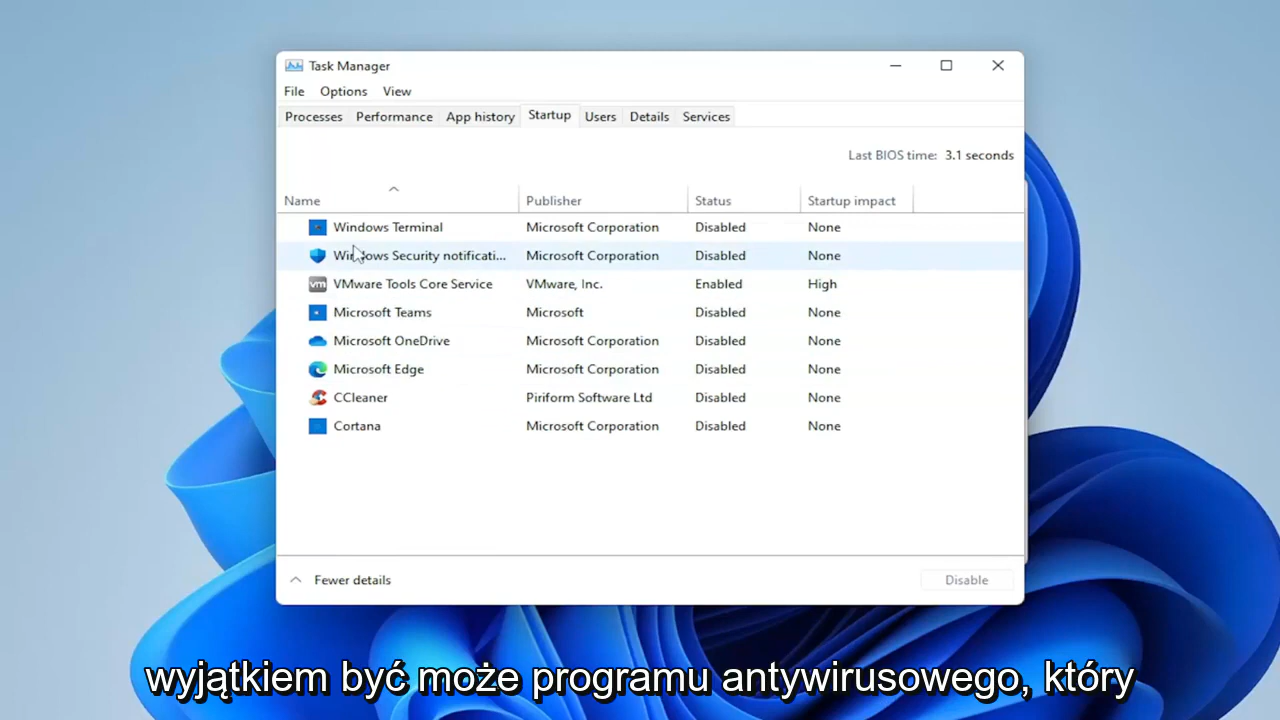 Task Manager
File Options View
Processes Performance App history Startup Users Details Services
Last BIOS time: 3.1 seconds
Name Publisher Status Startup impact
Windows Terminal Microsoft Corporation Disabled None
Windows Security notificati... Microsoft Corporation Disabled None
VMware Tools Core Service VMware, Inc. Enabled High
Microsoft Teams Microsoft Disabled None
Microsoft OneDrive Microsoft Corporation Disabled None
Microsoft Edge Microsoft Corporation Disabled None
CCleaner Piriform Software Ltd Disabled None
Cortana Microsoft Corporation Disabled None
Fewer details Disable
wyjątkiem być może programu antywirusowego, który